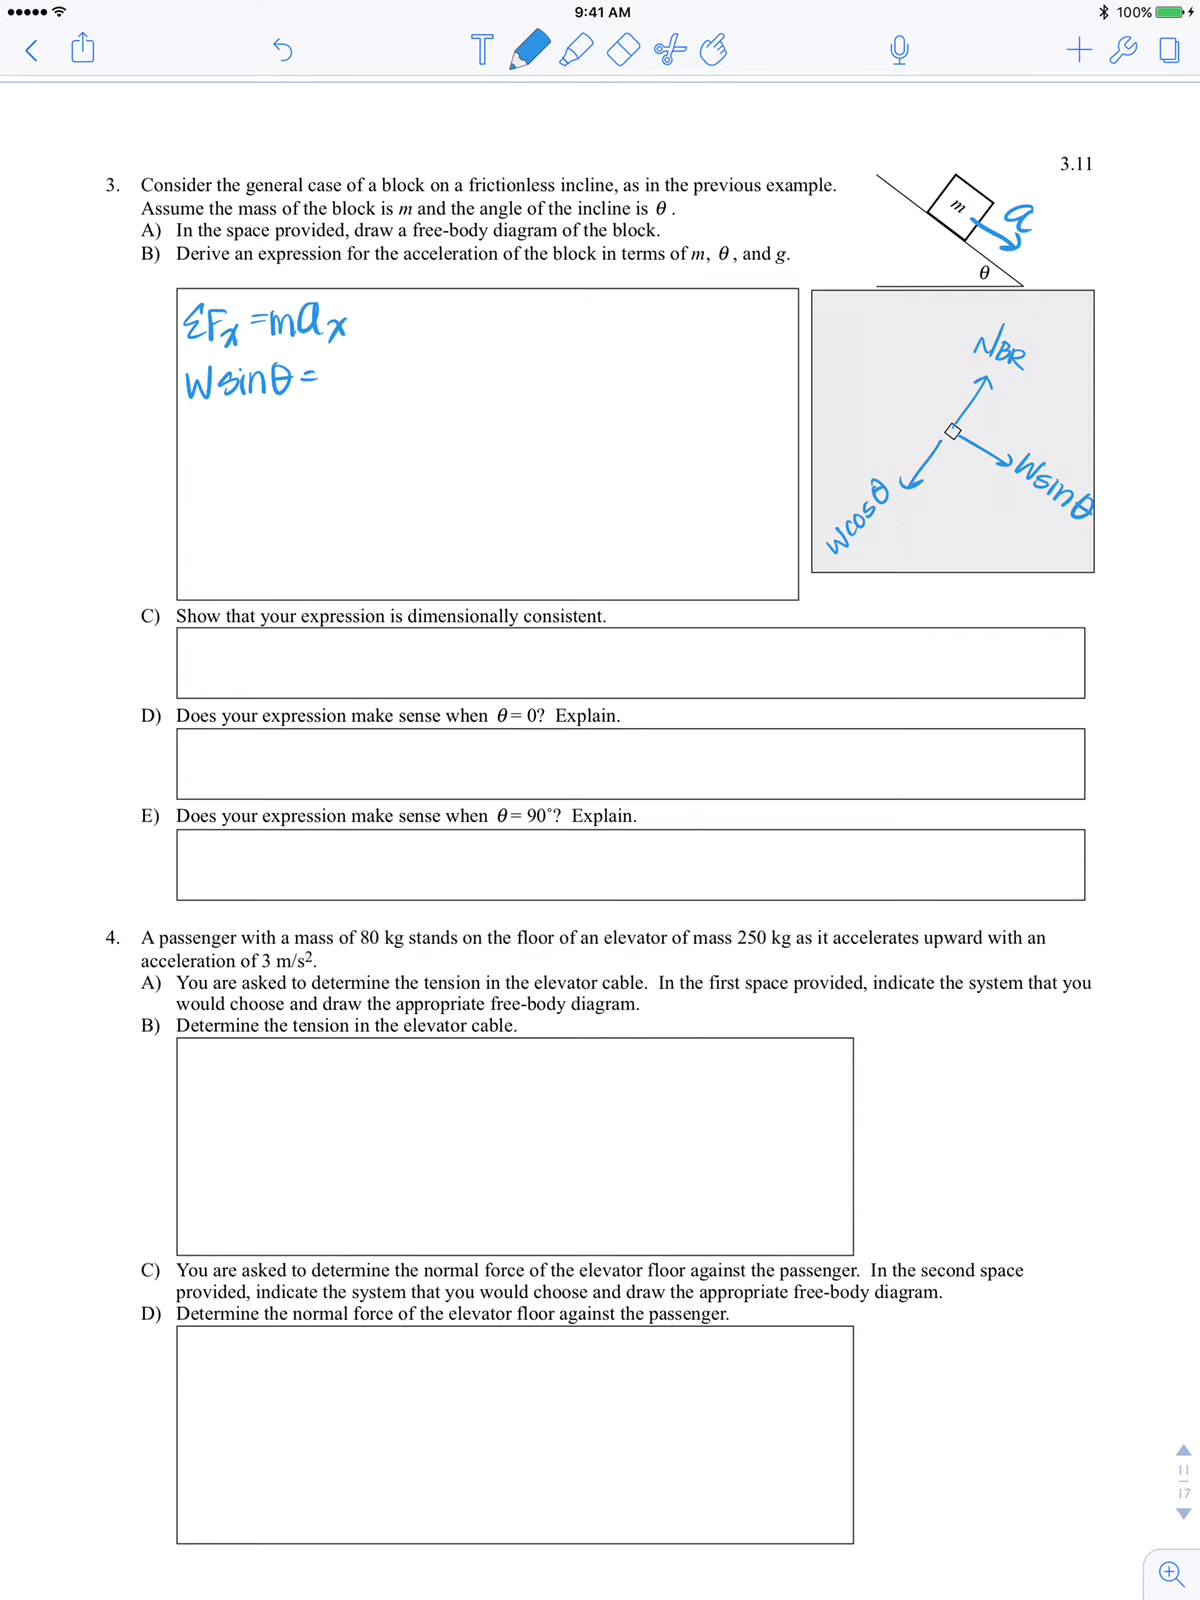 9:41 AM
100%
T
3.11
3. Consider the general case of a block on a frictionless incline, as in the previous example.
Assume the mass of the block is m and the angle of the incline is θ .
A) In the space provided, draw a free-body diagram of the block.
B) Derive an expression for the acceleration of the block in terms of m, θ , and g.
m
a
θ
ΣFx = max
W sinθ =
NBR
Wsinθ
Wcosθ
C) Show that your expression is dimensionally consistent.
D) Does your expression make sense when θ = 0? Explain.
E) Does your expression make sense when θ = 90°? Explain.
4. A passenger with a mass of 80 kg stands on the floor of an elevator of mass 250 kg as it accelerates upward with an
acceleration of 3 m/s².
A) You are asked to determine the tension in the elevator cable. In the first space provided, indicate the system that you
would choose and draw the appropriate free-body diagram.
B) Determine the tension in the elevator cable.
C) You are asked to determine the normal force of the elevator floor against the passenger. In the second space
provided, indicate the system that you would choose and draw the appropriate free-body diagram.
D) Determine the normal force of the elevator floor against the passenger.
11
17